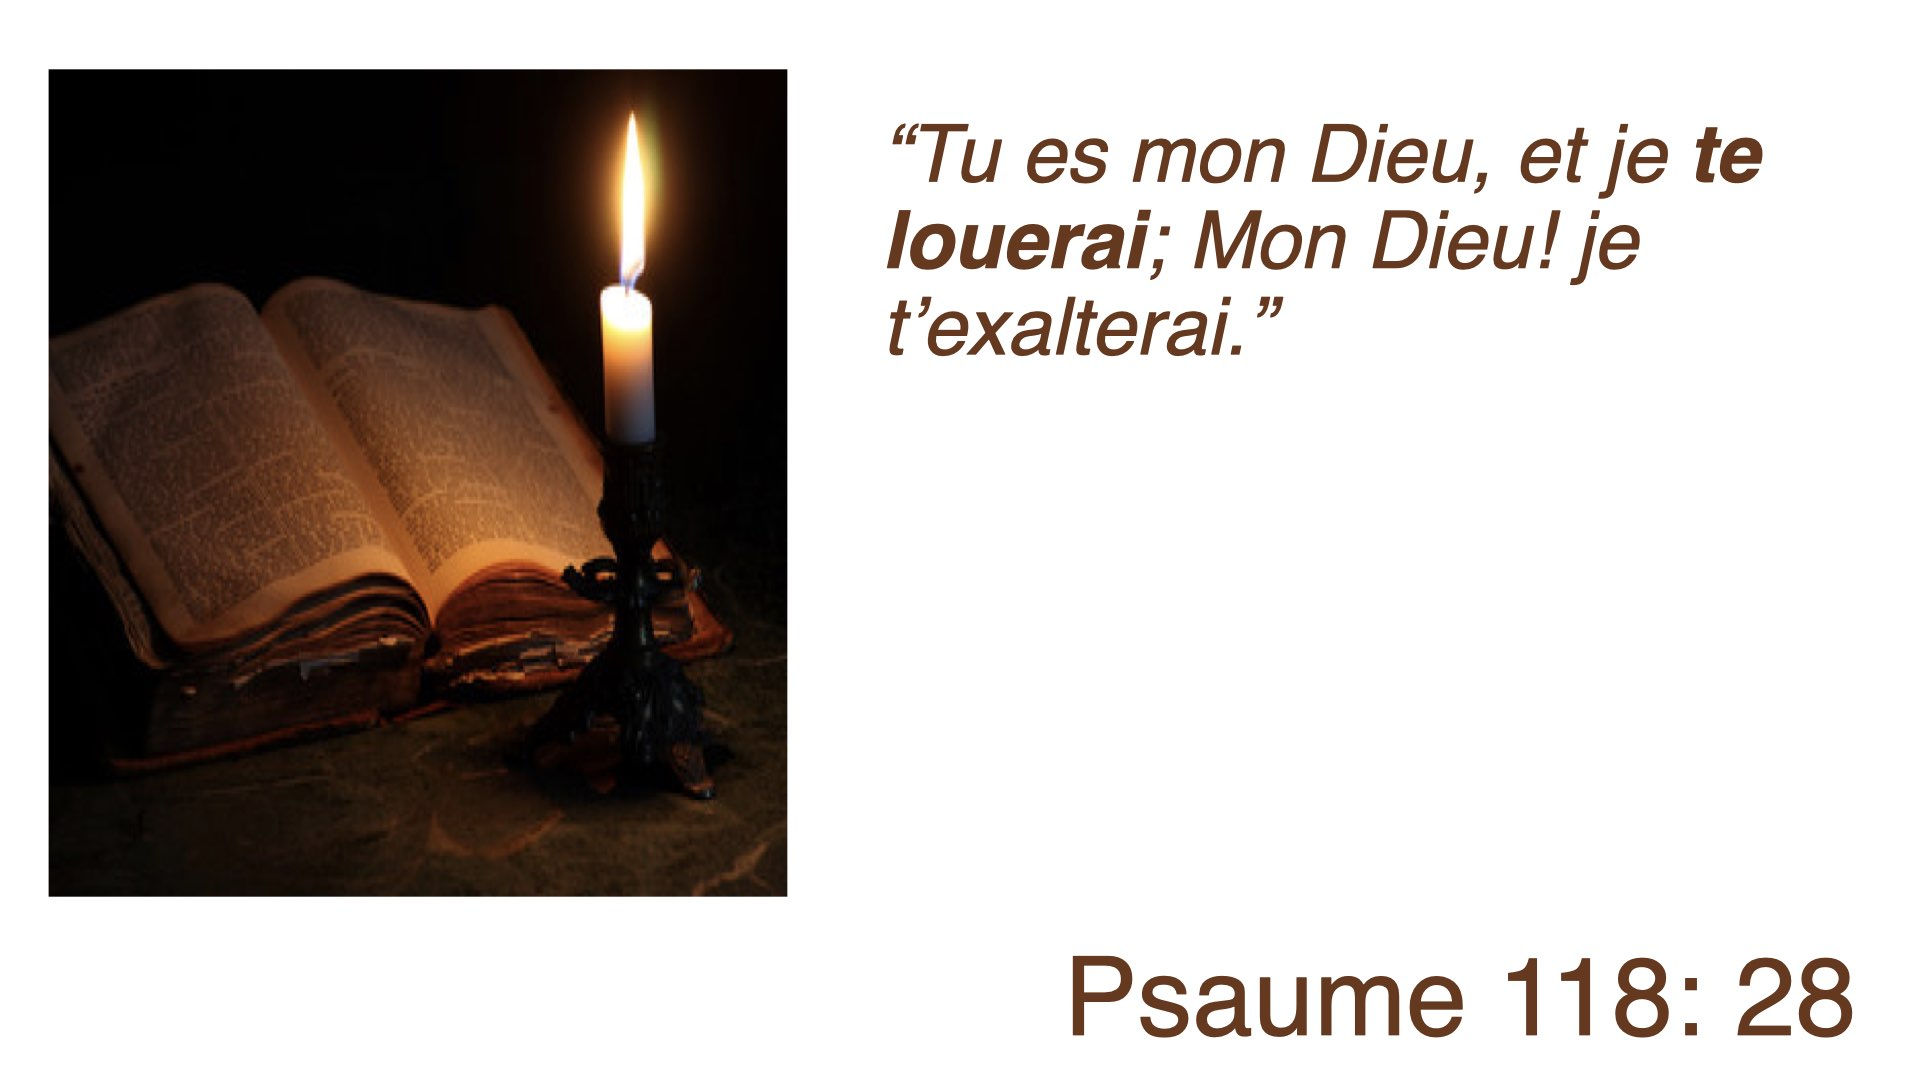 “Tu es mon Dieu, et je te
louerai; Mon Dieu! je
t’exalterai.”
Psaume 118: 28